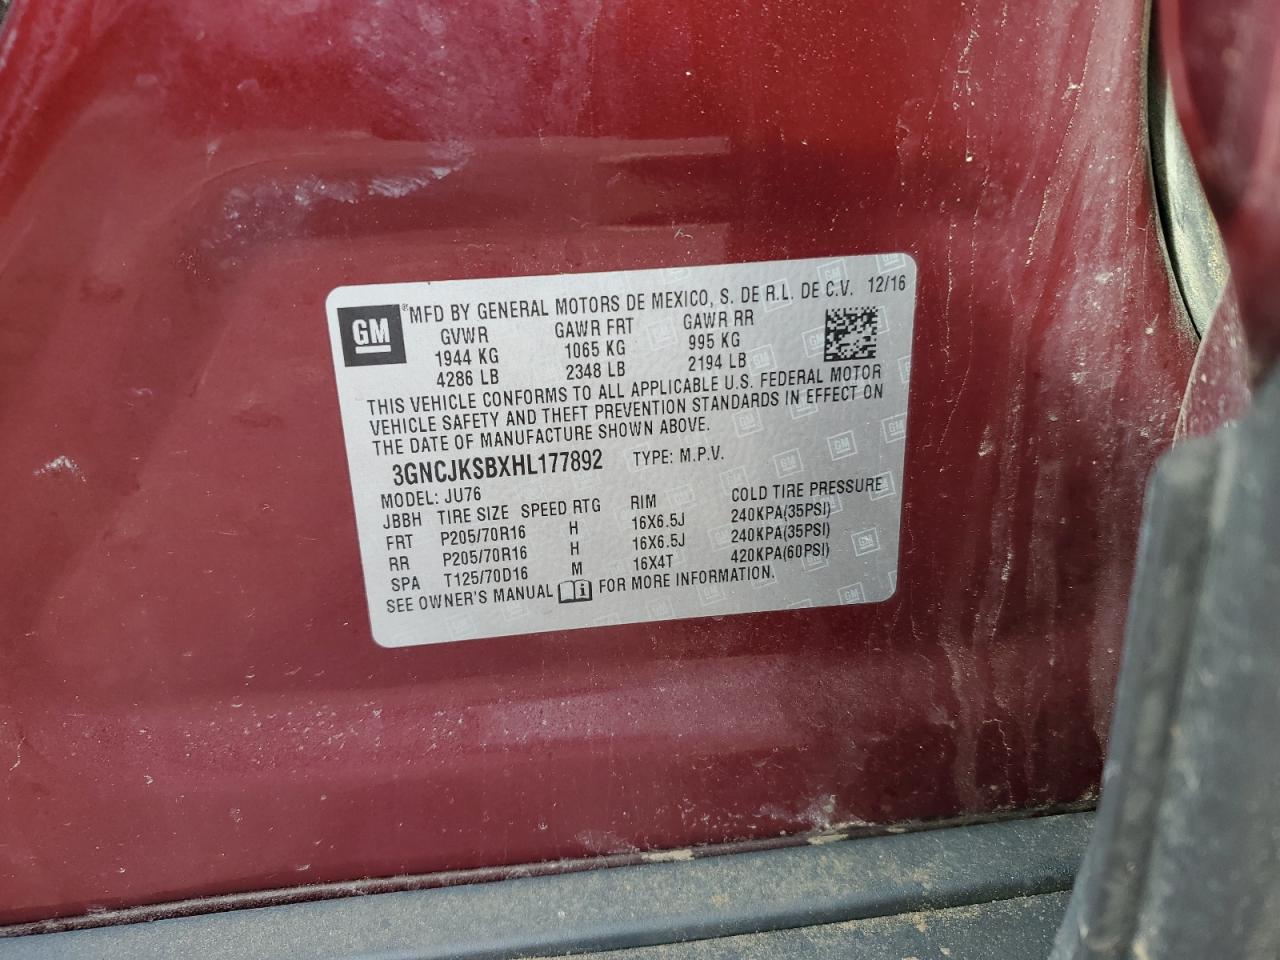 GM ®MFD BY GENERAL MOTORS DE MEXICO, S. DE R.L. DE C.V. 12/16
GVWR GAWR FRT GAWR RR
1944 KG 1065 KG 995 KG
4286 LB 2348 LB 2194 LB
THIS VEHICLE CONFORMS TO ALL APPLICABLE U.S. FEDERAL MOTOR
VEHICLE SAFETY AND THEFT PREVENTION STANDARDS IN EFFECT ON
THE DATE OF MANUFACTURE SHOWN ABOVE.
3GNCJKSBXHL177892 TYPE: M.P.V.
MODEL: JU76
JBBH TIRE SIZE SPEED RTG RIM COLD TIRE PRESSURE
FRT P205/70R16 H 16X6.5J 240KPA(35PSI)
RR P205/70R16 H 16X6.5J 240KPA(35PSI)
SPA T125/70D16 M 16X4T 420KPA(60PSI)
SEE OWNER'S MANUAL i FOR MORE INFORMATION.